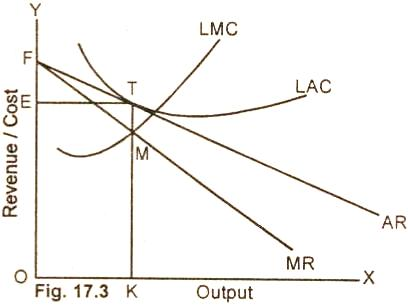 Y
LMC
F
T
LAC
E
Revenue / Cost
M
AR
MR
O
Fig. 17.3
K
Output
X